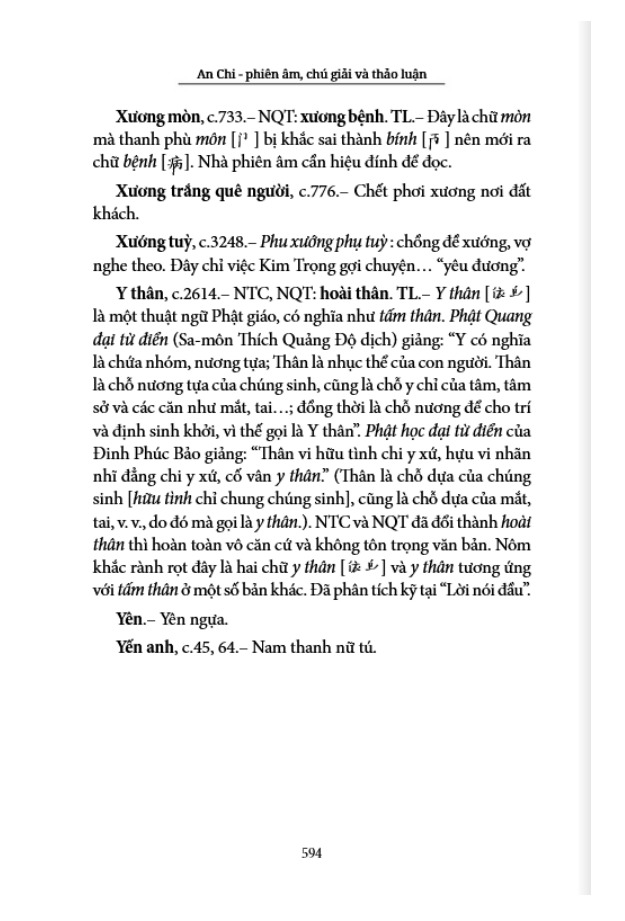 An Chi - phiên âm, chú giải và thảo luận
Xương mòn, c.733.– NQT: xương bệnh. TL.– Đây là chữ mòn
mà thanh phù môn [ ] bị khắc sai thành bính [ ] nên mới ra
chữ bệnh [病]. Nhà phiên âm cần hiệu đính để đọc.
Xương trắng quê người, c.776.– Chết phơi xương nơi đất
khách.
Xướng tuỳ, c.3248.– Phu xướng phụ tuỳ : chồng đề xướng, vợ
nghe theo. Đây chỉ việc Kim Trọng gợi chuyện… “yêu đương”.
Y thân, c.2614.– NTC, NQT: hoài thân. TL.– Y thân [ ]
là một thuật ngữ Phật giáo, có nghĩa như tấm thân. Phật Quang
đại từ điển (Sa-môn Thích Quảng Độ dịch) giảng: “Y có nghĩa
là chứa nhóm, nương tựa; Thân là nhục thể của con người. Thân
là chỗ nương tựa của chúng sinh, cũng là chỗ y chỉ của tâm, tâm
sở và các căn như mắt, tai…; đồng thời là chỗ nương để cho trí
và định sinh khởi, vì thế gọi là Y thân”. Phật học đại từ điển của
Đinh Phúc Bảo giảng: “Thân vi hữu tình chi y xứ, hựu vi nhãn
nhĩ đẳng chi y xứ, cố vân y thân.” (Thân là chỗ dựa của chúng
sinh [hữu tình chỉ chung chúng sinh], cũng là chỗ dựa của mắt,
tai, v. v., do đó mà gọi là y thân.). NTC và NQT đã đổi thành hoài
thân thì hoàn toàn vô căn cứ và không tôn trọng văn bản. Nôm
khắc rành rọt đây là hai chữ y thân [ ] và y thân tương ứng
với tấm thân ở một số bản khác. Đã phân tích kỹ tại “Lời nói đầu”.
Yên.– Yên ngựa.
Yến anh, c.45, 64.– Nam thanh nữ tú.
594